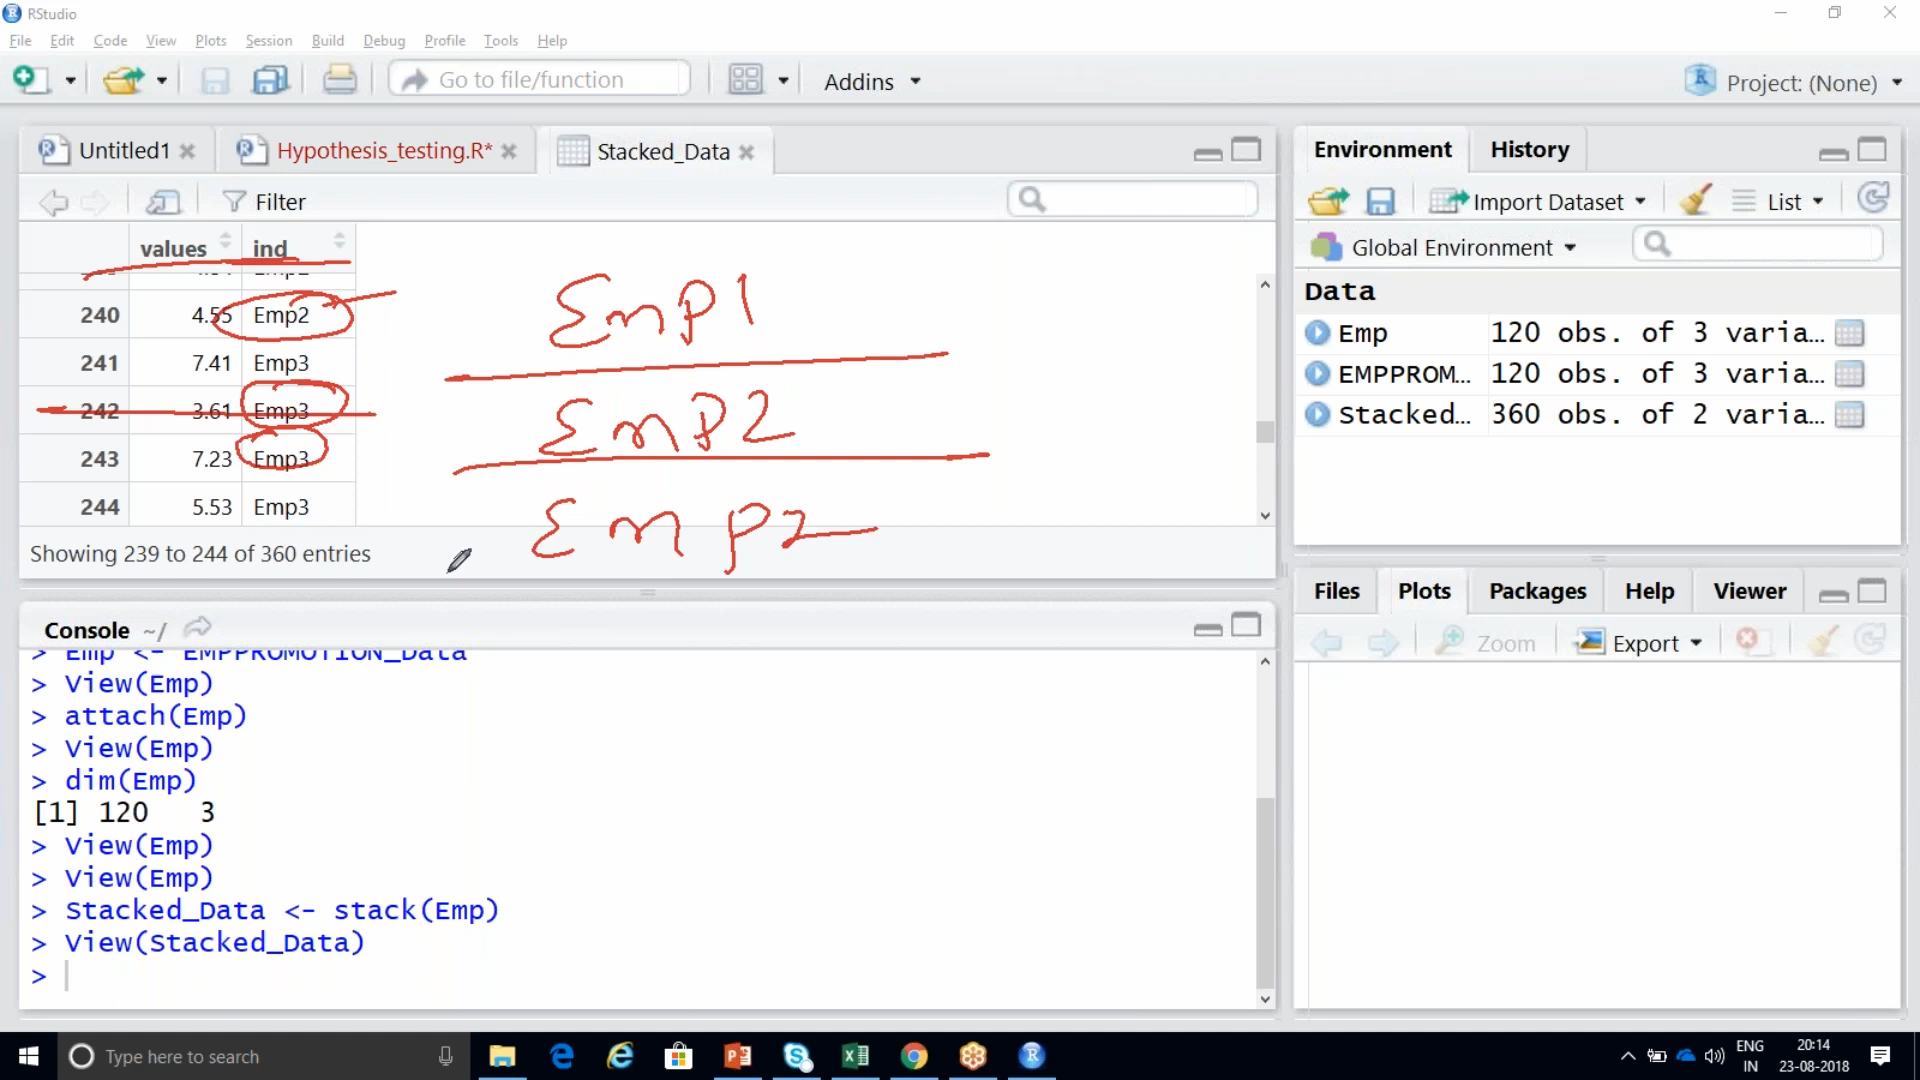 RStudio
File Edit Code View Plots Session Build Debug Profile Tools Help
Go to file/function Addins Project: (None)
Untitled1 Hypothesis_testing.R* Stacked_Data
Filter
values ind
240 4.55 Emp2
241 7.41 Emp3
242 3.61 Emp3
243 7.23 Emp3
244 5.53 Emp3
Showing 239 to 244 of 360 entries
EmP1
EmP2
Emp2
Console ~/
> Emp <- EMPPROMOTION_Data
> View(Emp)
> attach(Emp)
> View(Emp)
> dim(Emp)
[1] 120 3
> View(Emp)
> View(Emp)
> Stacked_Data <- stack(Emp)
> View(Stacked_Data)
>
Environment History
Import Dataset List
Global Environment
Data
Emp 120 obs. of 3 varia…
EMPPROM… 120 obs. of 3 varia…
Stacked… 360 obs. of 2 varia…
Files Plots Packages Help Viewer
Zoom Export
Type here to search
ENG
IN
20:14
23-08-2018